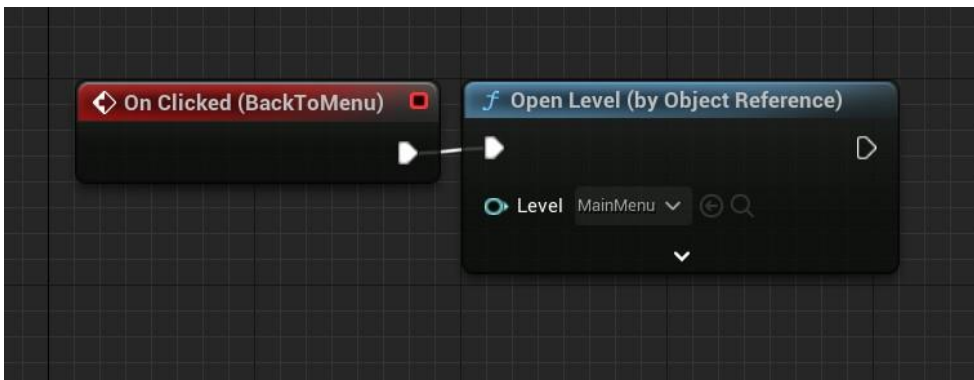 On Clicked (BackToMenu)
f Open Level (by Object Reference)
Level MainMenu